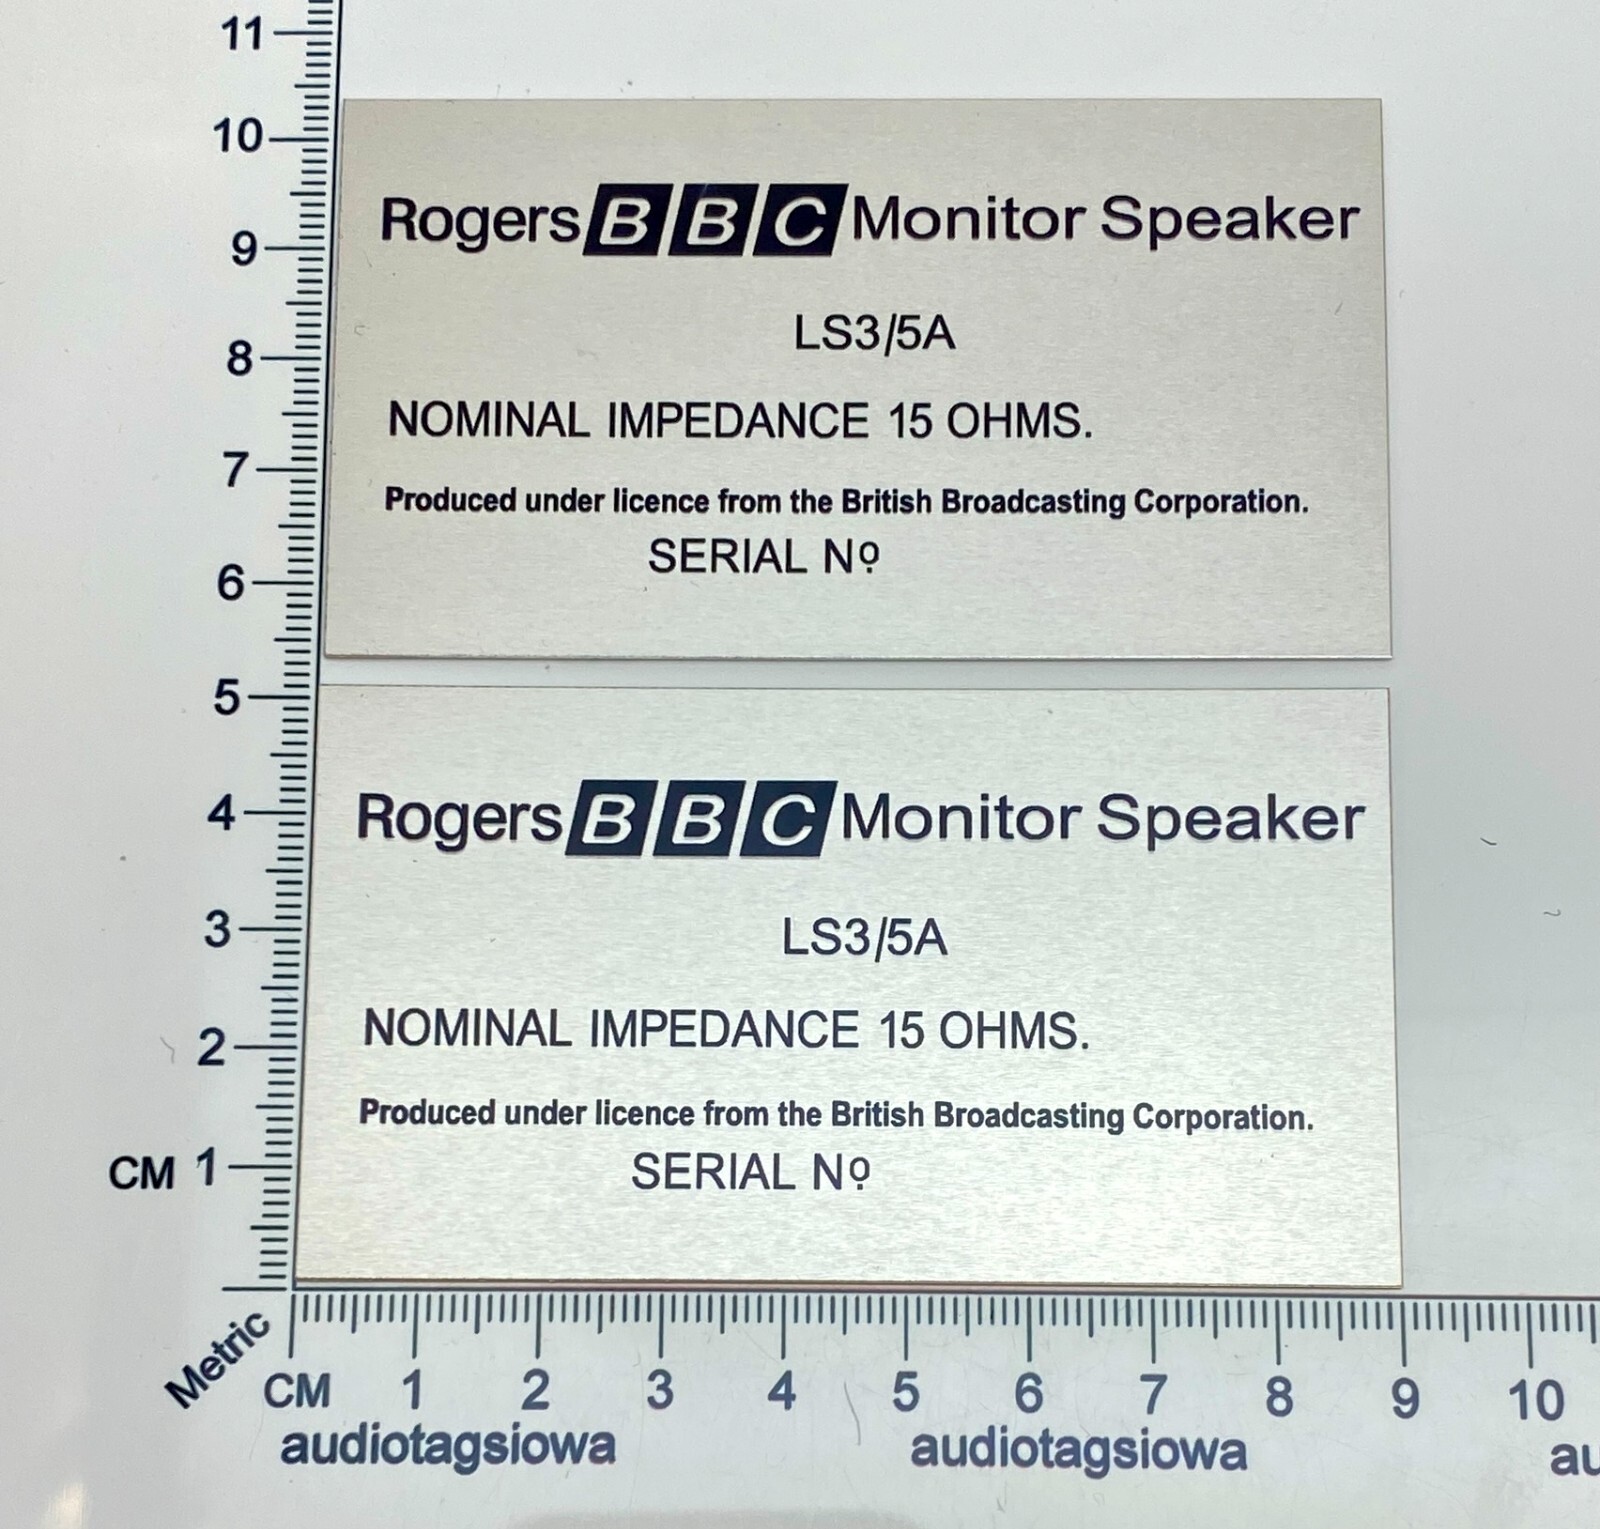 11
10
9
8
7
6
5
4
3
2
CM 1
Rogers BBC Monitor Speaker
LS3/5A
NOMINAL IMPEDANCE 15 OHMS.
Produced under licence from the British Broadcasting Corporation.
SERIAL Nº
Rogers BBC Monitor Speaker
LS3/5A
NOMINAL IMPEDANCE 15 OHMS.
Produced under licence from the British Broadcasting Corporation.
SERIAL Nº
Metric
CM 1 2 3 4 5 6 7 8 9 10
audiotagsiowa audiotagsiowa au